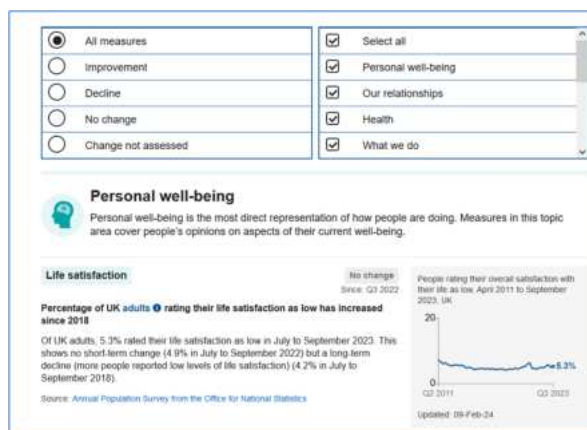 All measures
Improvement
Decline
No change
Change not assessed
Select all
Personal well-being
Our relationships
Health
What we do
Personal well-being
Personal well-being is the most direct representation of how people are doing. Measures in this topic
area cover people's opinions on aspects of their current well-being.
Life satisfaction
No change
Since: Q3 2022
Percentage of UK adults rating their life satisfaction as low has increased
since 2018
Of UK adults, 5.3% rated their life satisfaction as low in July to September 2023. This
shows no short-term change (4.9% in July to September 2022) but a long-term
decline (more people reported low levels of life satisfaction) (4.2% in July to
September 2018).
Source: Annual Population Survey from the Office for National Statistics
People rating their overall satisfaction with
their life as low, April 2011 to September
2023, UK
20
5.3%
0
Q2 2011
Q3 2023
Updated: 09-Feb-24